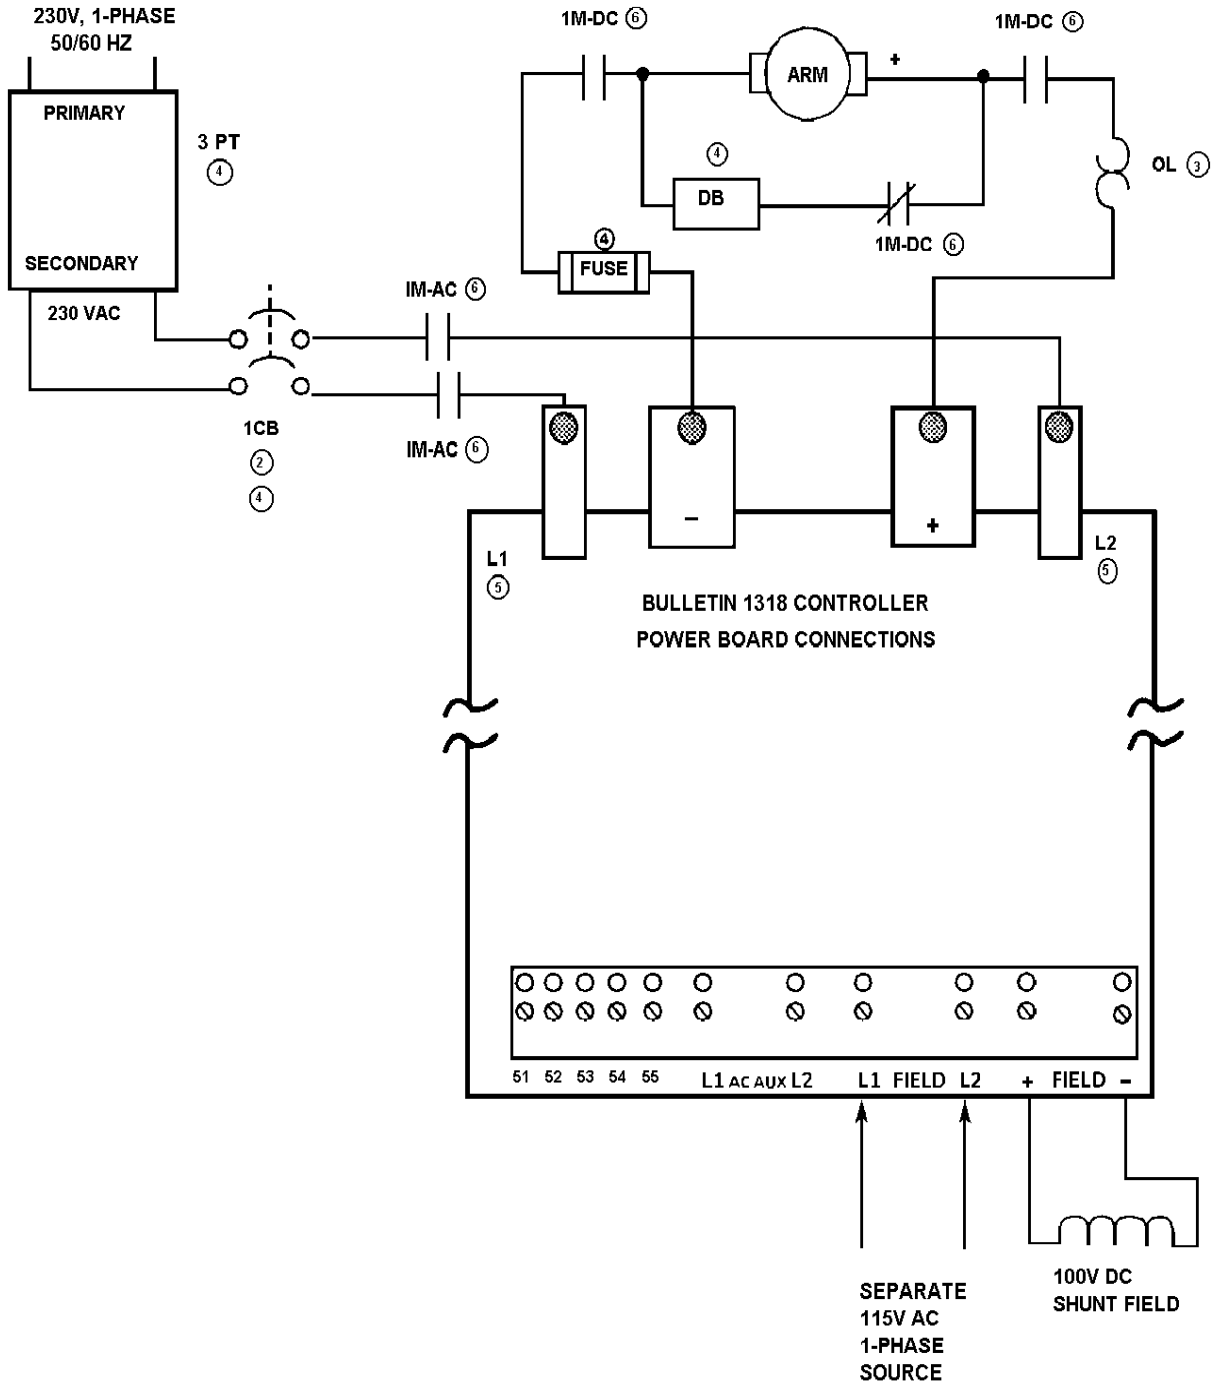 230V, 1-PHASE
50/60 HZ
PRIMARY
3 PT
4
SECONDARY
230 VAC
1M-DC 6
ARM
+
1M-DC 6
OL 3
4
DB
1M-DC 6
4
FUSE
IM-AC 6
IM-AC 6
1CB
2
4
L1
5
−
+
L2
5
BULLETIN 1318 CONTROLLER
POWER BOARD CONNECTIONS
51 52 53 54 55 L1 AC AUX L2 L1 FIELD L2 + FIELD −
SEPARATE
115V AC
1-PHASE
SOURCE
100V DC
SHUNT FIELD